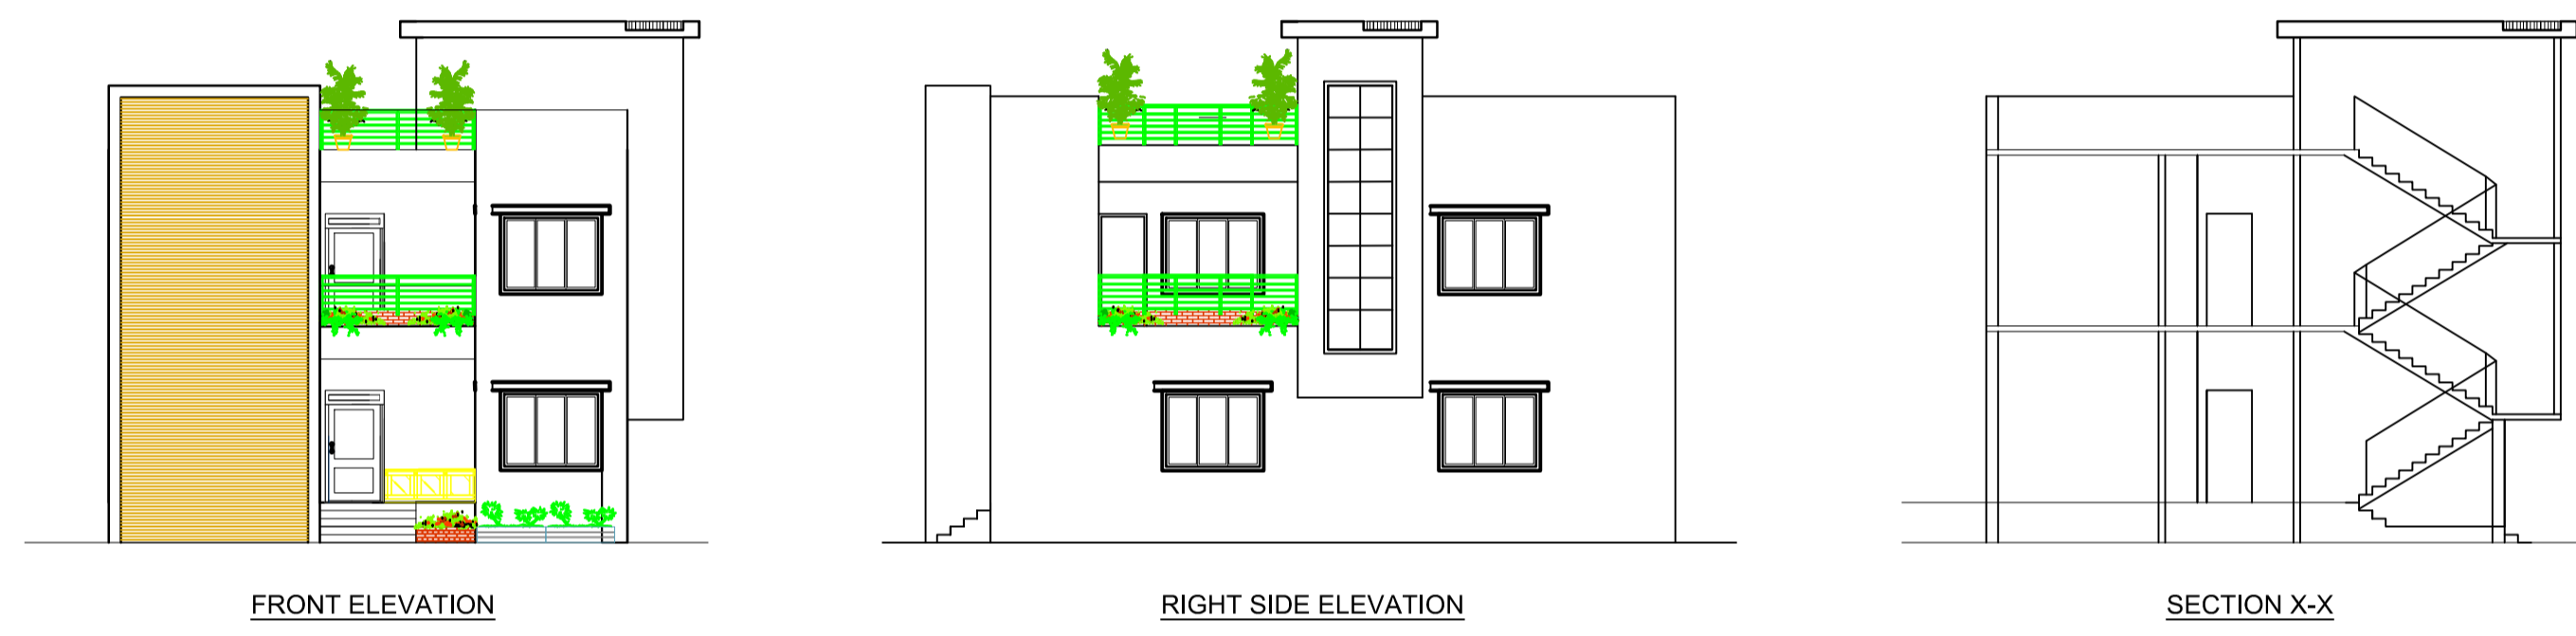 FRONT ELEVATION
RIGHT SIDE ELEVATION
SECTION X-X